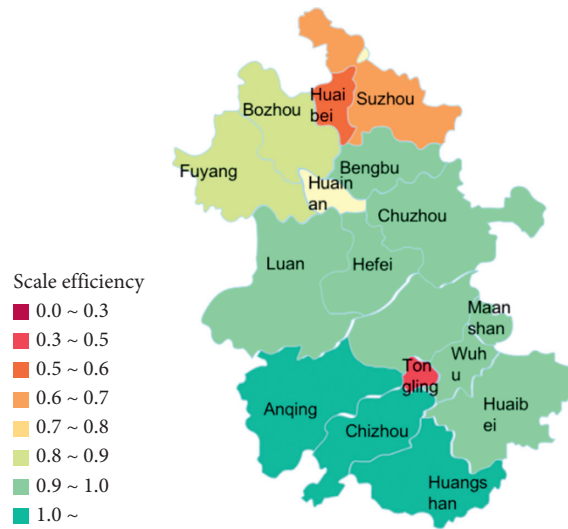 Huai
bei
Suzhou
Bozhou
Fuyang
Bengbu
Huain
an
Chuzhou
Luan
Hefei
Maan
shan
Wuh
u
Ton
gling
Anqing
Huaib
ei
Chizhou
Huangs
han
Scale efficiency
0.0 ~ 0.3
0.3 ~ 0.5
0.5 ~ 0.6
0.6 ~ 0.7
0.7 ~ 0.8
0.8 ~ 0.9
0.9 ~ 1.0
1.0 ~